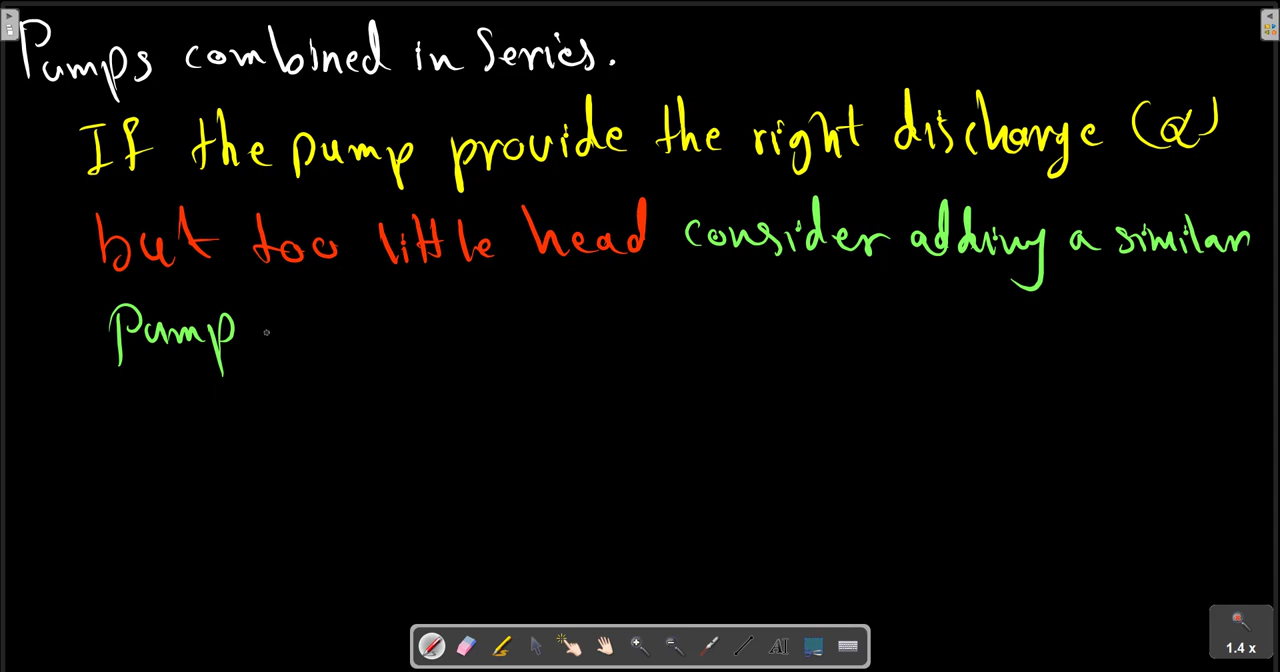 Pumps combined in Series.
If the pump provide the right discharge (Q)
but too little head consider adding a similar
Pump
AI
1.4 x